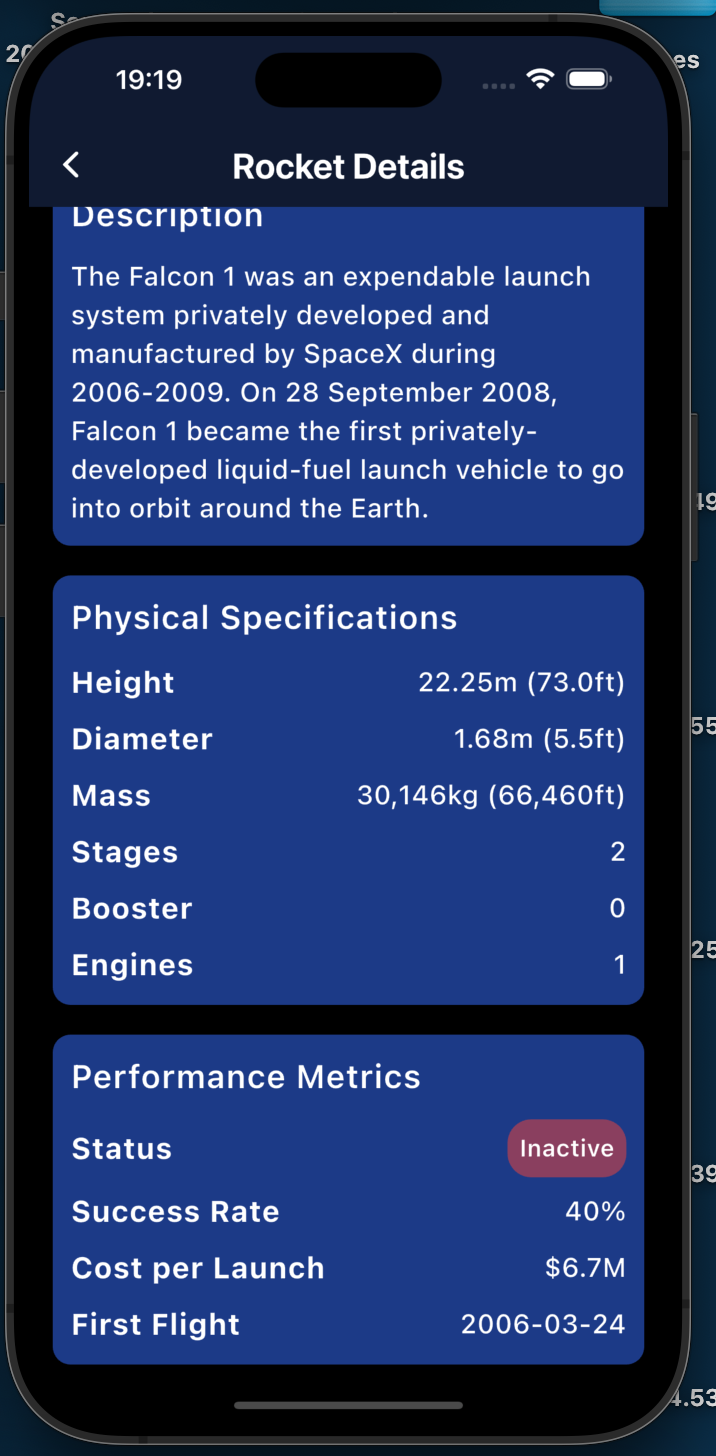 19:19
Rocket Details
Description
The Falcon 1 was an expendable launch
system privately developed and
manufactured by SpaceX during
2006-2009. On 28 September 2008,
Falcon 1 became the first privately-
developed liquid-fuel launch vehicle to go
into orbit around the Earth.
Physical Specifications
Height 22.25m (73.0ft)
Diameter 1.68m (5.5ft)
Mass 30,146kg (66,460ft)
Stages 2
Booster 0
Engines 1
Performance Metrics
Status Inactive
Success Rate 40%
Cost per Launch $6.7M
First Flight 2006-03-24